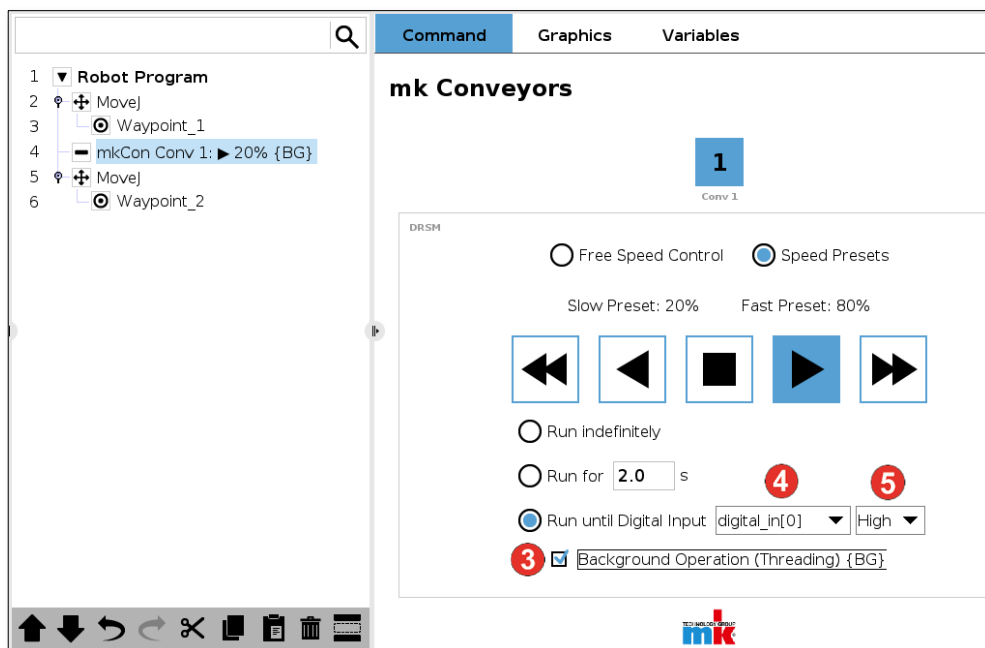 Command Graphics Variables
1 Robot Program
2 MoveJ
3 Waypoint_1
4 mkCon Conv 1: ▶ 20% {BG}
5 MoveJ
6 Waypoint_2
mk Conveyors
1
Conv 1
DRSM
Free Speed Control Speed Presets
Slow Preset: 20% Fast Preset: 80%
Run indefinitely
Run for 2.0 s
4 5
Run until Digital Input digital_in[0] High
3 Background Operation (Threading) {BG}
TECHNOLOGY GROUP
mk